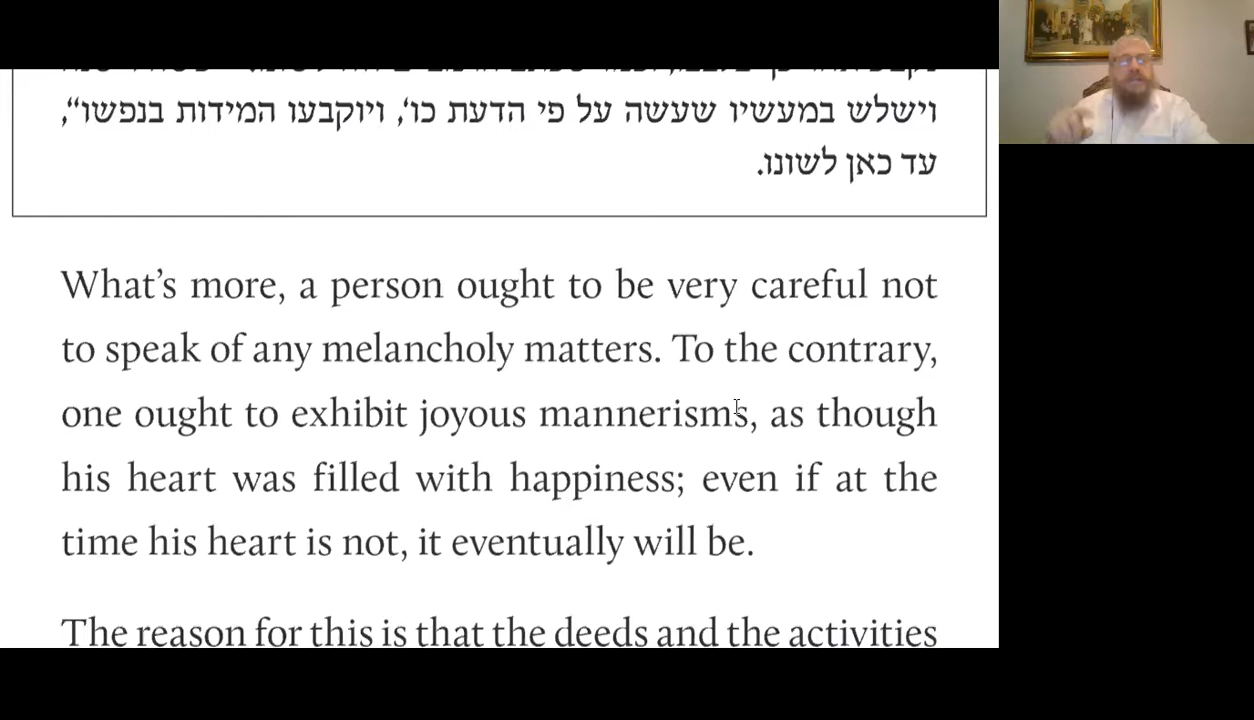 וישלש במעשיו שעשה על פי הדעת כו‘, ויוקבעו המידות בנפשו“,
עד כאן לשונו.
What’s more, a person ought to be very careful not
to speak of any melancholy matters. To the contrary,
one ought to exhibit joyous mannerisms, as though
his heart was filled with happiness; even if at the
time his heart is not, it eventually will be.
The reason for this is that the deeds and the activities